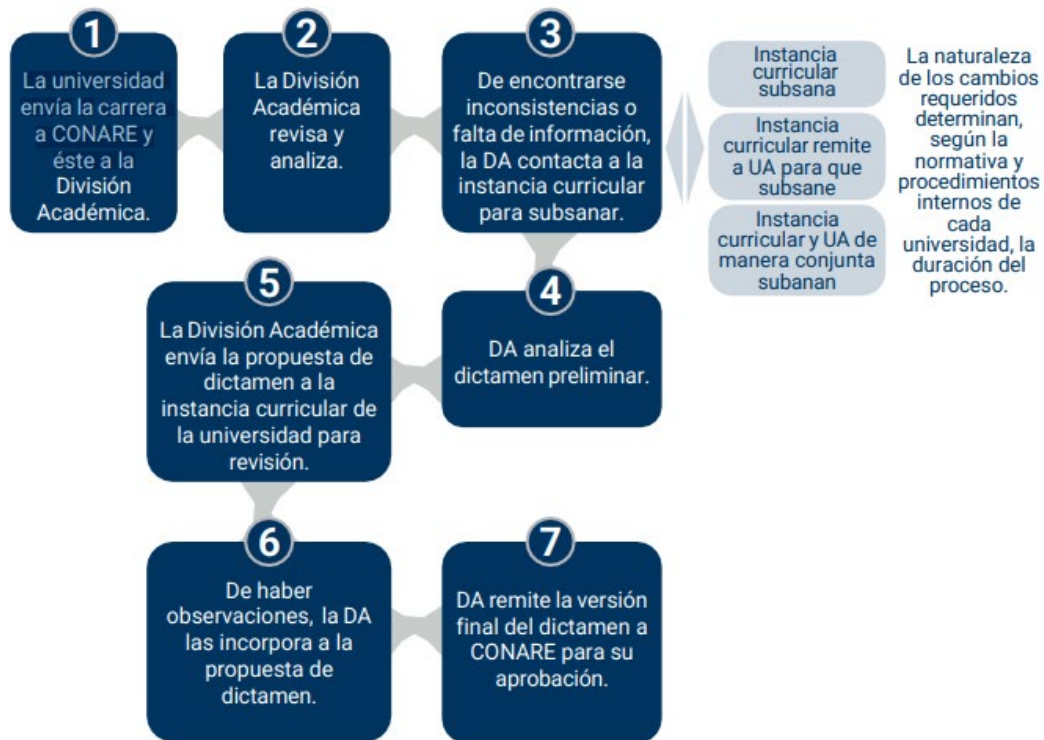 1
La universidad
envía la carrera
a CONARE y
éste a la
División
Académica.
2
La División
Académica
revisa y
analiza.
3
De encontrarse
inconsistencias o
falta de información,
la DA contacta a la
instancia curricular
para subsanar.
Instancia
curricular
subsana
Instancia
curricular remite
a UA para que
subsane
Instancia
curricular y UA de
manera conjunta
subanan
La naturaleza
de los cambios
requeridos
determinan,
según la
normativa y
procedimientos
internos de
cada
universidad, la
duración del
proceso.
4
DA analiza el
dictamen preliminar.
5
La División Académica
envía la propuesta de
dictamen a la
instancia curricular de
la universidad para
revisión.
6
De haber
observaciones, la DA
las incorpora a la
propuesta de
dictamen.
7
DA remite la versión
final del dictamen a
CONARE para su
aprobación.